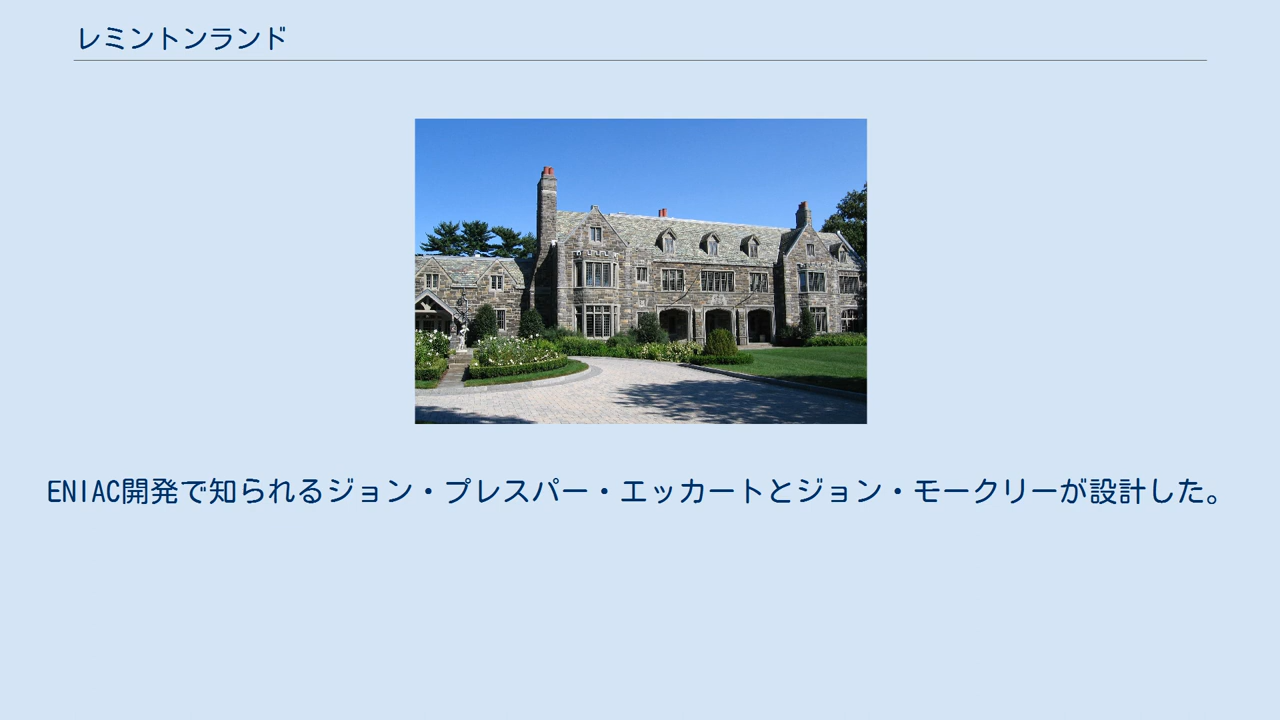 レミントンランド
ENIAC開発で知られるジョン・プレスパー・エッカートとジョン・モークリーが設計した。